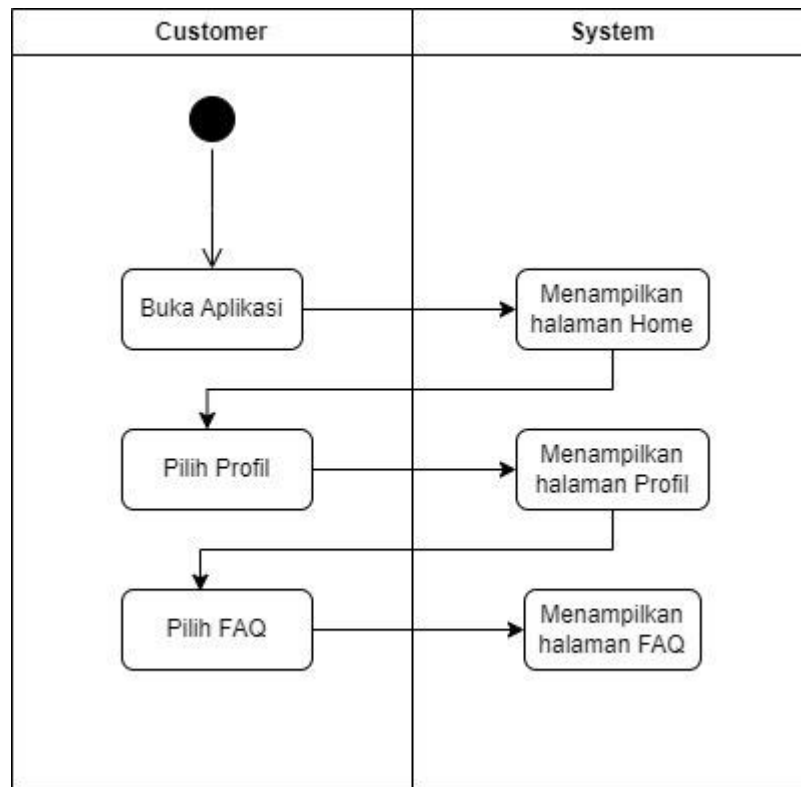 Customer
System
Buka Aplikasi
Menampilkan
halaman Home
Pilih Profil
Menampilkan
halaman Profil
Pilih FAQ
Menampilkan
halaman FAQ